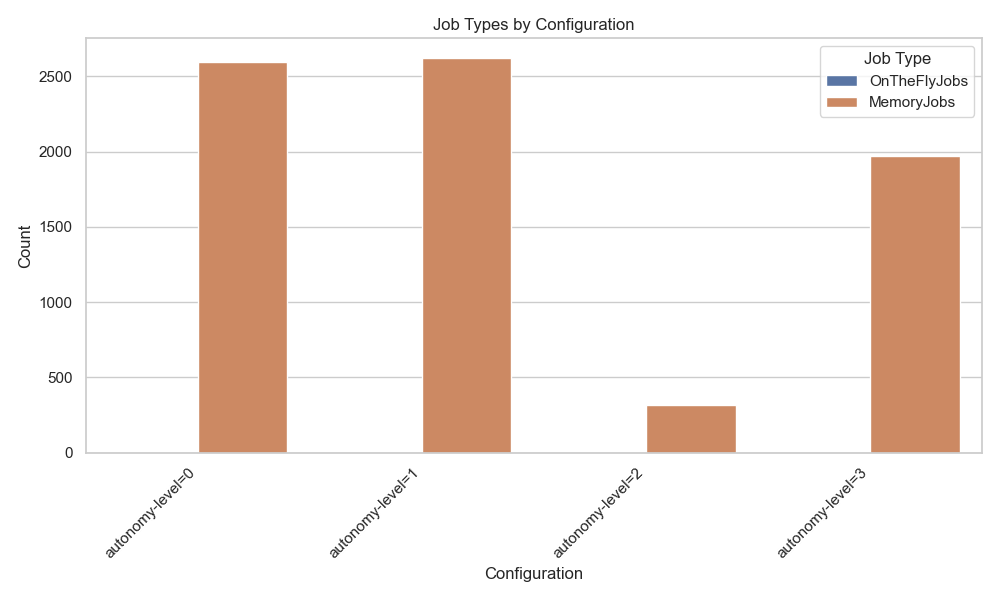 Job Types by Configuration
Job Type
OnTheFlyJobs
MemoryJobs
Count
2500
2000
1500
1000
500
0
autonomy-level=0
autonomy-level=1
autonomy-level=2
autonomy-level=3
Configuration